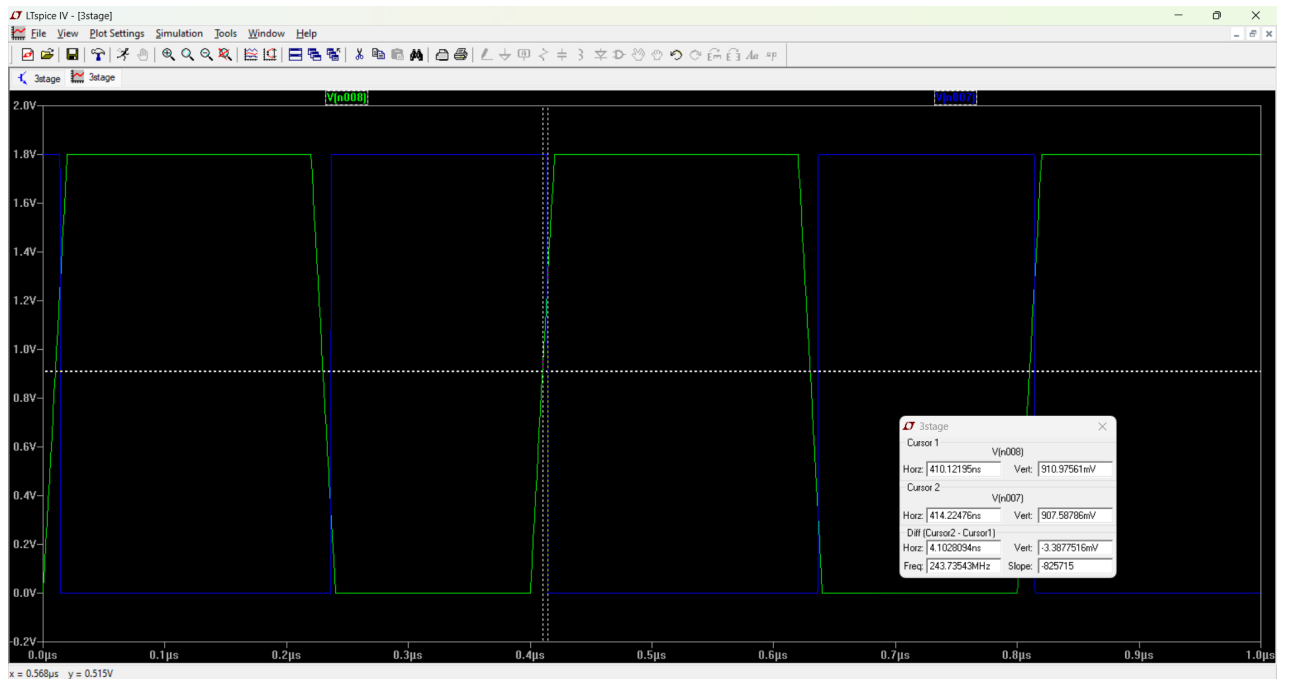 LTspice IV - [3stage]
File View Plot Settings Simulation Tools Window Help
3stage 3stage
V(n008) V(n007)
2.0V
1.8V
1.6V
1.4V
1.2V
1.0V
0.8V
0.6V
0.4V
0.2V
0.0V
-0.2V
0.0µs 0.1µs 0.2µs 0.3µs 0.4µs 0.5µs 0.6µs 0.7µs 0.8µs 0.9µs 1.0µs
3stage
Cursor 1
V(n008)
Horz: 410.12195ns Vert: 910.97561mV
Cursor 2
V(n007)
Horz: 414.22476ns Vert: 907.58786mV
Diff (Cursor2 - Cursor1)
Horz: 4.1028094ns Vert: -3.3877516mV
Freq: 243.73543MHz Slope: -825715
x = 0.568µs y = 0.515V